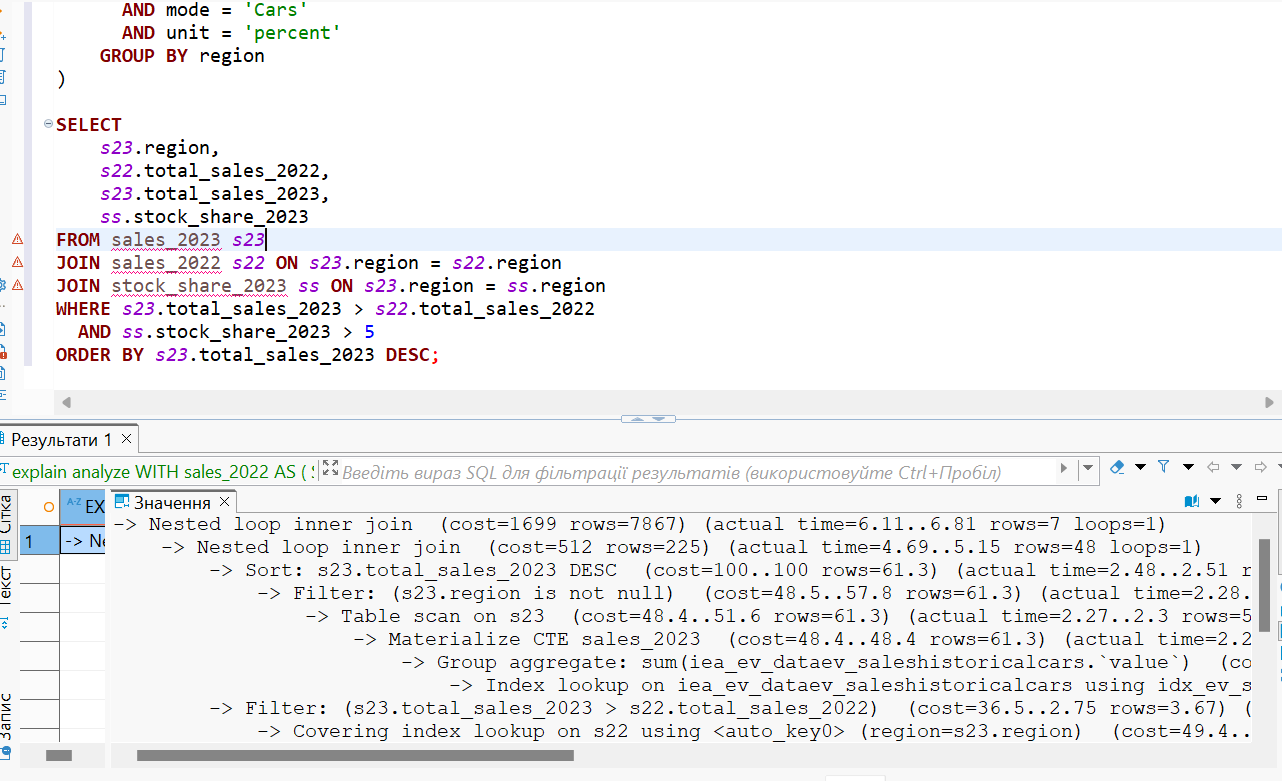 AND mode = 'Cars'
AND unit = 'percent'
GROUP BY region
)
SELECT
s23.region,
s22.total_sales_2022,
s23.total_sales_2023,
ss.stock_share_2023
FROM sales_2023 s23
JOIN sales_2022 s22 ON s23.region = s22.region
JOIN stock_share_2023 ss ON s23.region = ss.region
WHERE s23.total_sales_2023 > s22.total_sales_2022
AND ss.stock_share_2023 > 5
ORDER BY s23.total_sales_2023 DESC;
Результати 1
explain analyze WITH sales_2022 AS ( S
Введіть вираз SQL для фільтрації результатів (використовуйте Ctrl+Пробіл)
Сітка
Текст
Запис
A-Z EX
1
-> Ne
Значення
-> Nested loop inner join (cost=1699 rows=7867) (actual time=6.11..6.81 rows=7 loops=1)
-> Nested loop inner join (cost=512 rows=225) (actual time=4.69..5.15 rows=48 loops=1)
-> Sort: s23.total_sales_2023 DESC (cost=100..100 rows=61.3) (actual time=2.48..2.51 r
-> Filter: (s23.region is not null) (cost=48.5..57.8 rows=61.3) (actual time=2.28.
-> Table scan on s23 (cost=48.4..51.6 rows=61.3) (actual time=2.27..2.3 rows=5
-> Materialize CTE sales_2023 (cost=48.4..48.4 rows=61.3) (actual time=2.2
-> Group aggregate: sum(iea_ev_dataev_saleshistoricalcars.`value`) (co
-> Index lookup on iea_ev_dataev_saleshistoricalcars using idx_ev_s
-> Filter: (s23.total_sales_2023 > s22.total_sales_2022) (cost=36.5..2.75 rows=3.67) (
-> Covering index lookup on s22 using <auto_key0> (region=s23.region) (cost=49.4..